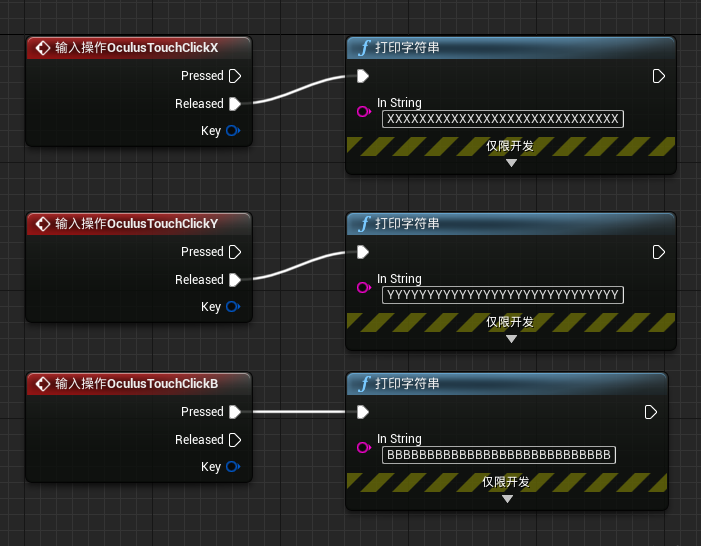 输入操作OculusTouchClickX
Pressed
Released
Key
打印字符串
In String
XXXXXXXXXXXXXXXXXXXXXXXXXXXXX
仅限开发
输入操作OculusTouchClickY
Pressed
Released
Key
打印字符串
In String
YYYYYYYYYYYYYYYYYYYYYYYYYYYYY
仅限开发
输入操作OculusTouchClickB
Pressed
Released
Key
打印字符串
In String
BBBBBBBBBBBBBBBBBBBBBBBBBBBB
仅限开发